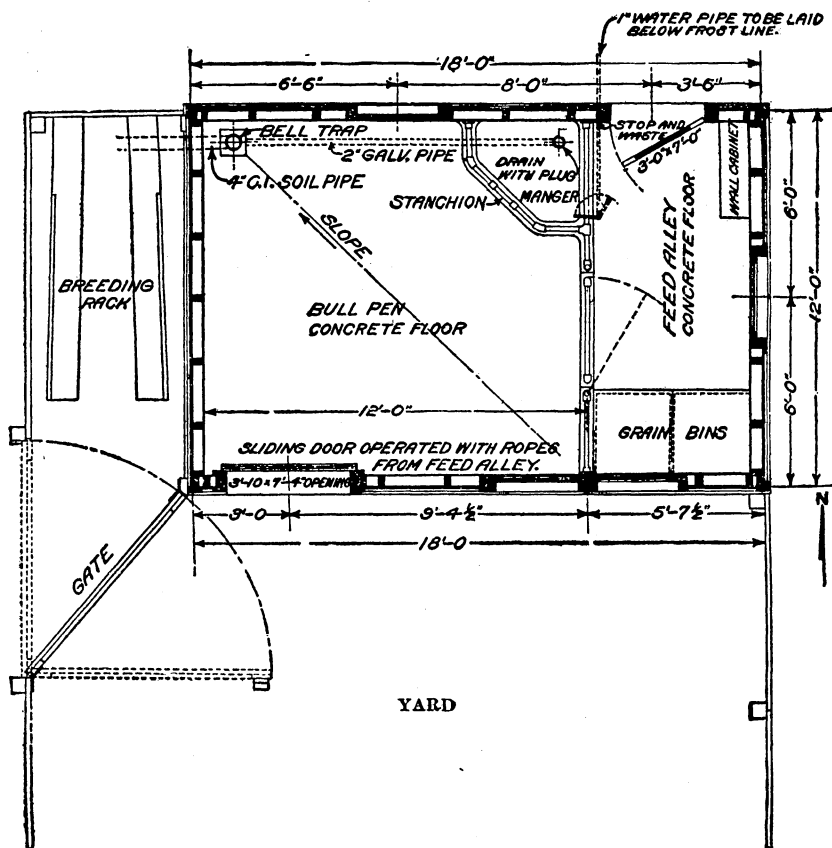 1" WATER PIPE TO BE LAID
BELOW FROST LINE.
18'-0"
6'-6"
8'-0"
3'-6"
BELL TRAP
2" GALV. PIPE
4" C.I. SOIL PIPE
DRAIN
WITH PLUG
MANGER
STANCHION
STOP AND
WASTE
3'-0"x7'-0"
WALL CABINET
6'-0"
12'-0"
6'-0"
SLOPE
BREEDING
RACK
BULL PEN
CONCRETE FLOOR
FEED ALLEY
CONCRETE FLOOR
12'-0"
GRAIN BINS
SLIDING DOOR OPERATED WITH ROPES
FROM FEED ALLEY.
3'-10 x 7'-4" OPENING
3'-0
9'-4½"
5'-7½"
18'-0
N
GATE
YARD